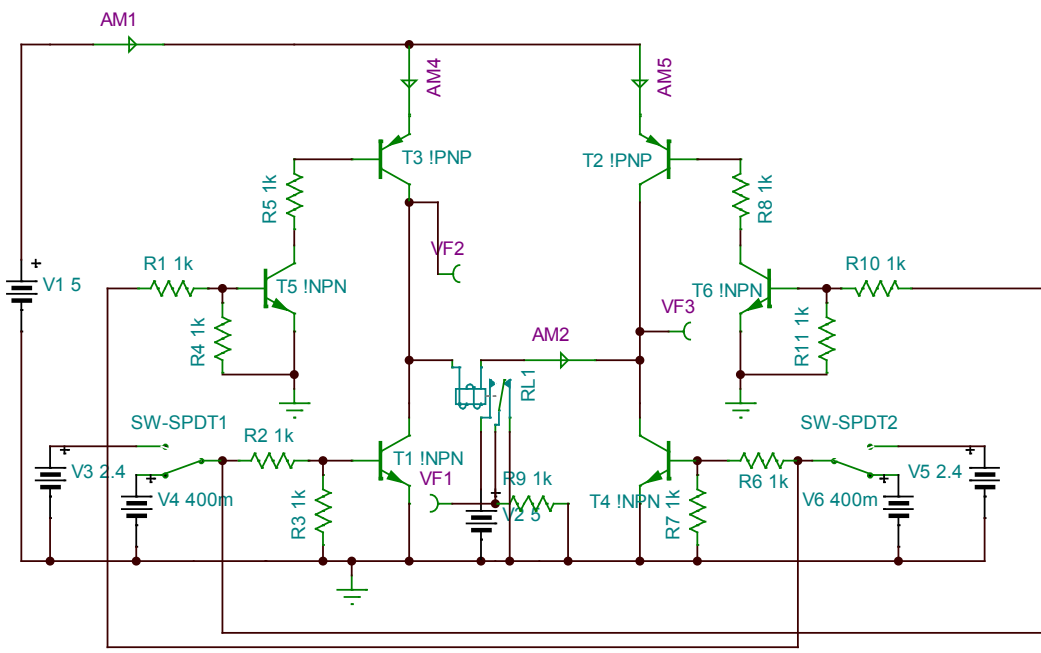 AM1
AM4
AM5
T3 !PNP
T2 !PNP
R5 1k
R8 1k
VF2
R1 1k
R10 1k
V1 5
T5 !NPN
T6 !NPN
VF3
R4 1k
R11 1k
AM2
RL1
SW-SPDT1
SW-SPDT2
R2 1k
T1 !NPN
R9 1k
R6 1k
V3 2.4
V5 2.4
VF1
V4 400m
R3 1k
V2 5
T4 !NPN
R7 1k
V6 400m